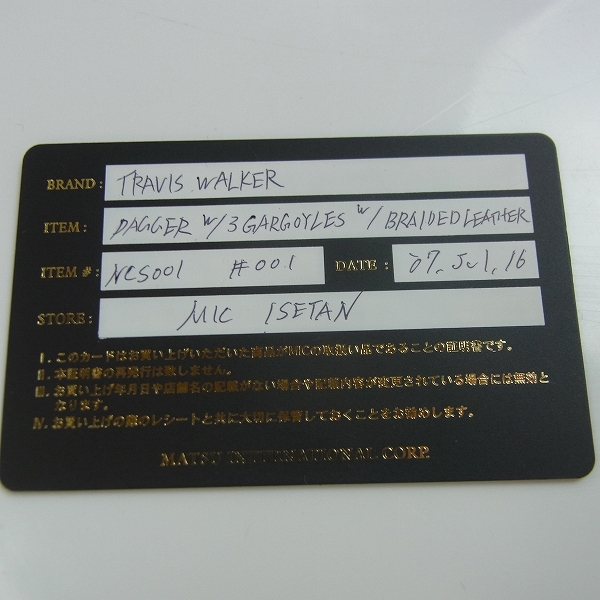 BRAND: TRAVIS WALKER
ITEM: DAGGER W/3 GARGOYLES W/ BRAIDED LEATHER
ITEM #: NCS001 #001 DATE: 07. Jul, 16
STORE: MIC ISETAN
I. このカードはお買い上げいただいた商品がMICの取扱い品であることの証明書です。
II. 本証明書の再発行は致しません。
III. お買い上げ年月日や店舗名の記載がない場合や記載内容が変更されている場合には無効と
なります。
IV. お買い上げの際のレシートと共に大切に保管しておくことをお勧めします。
MATSU INTERNATIONAL CORP.